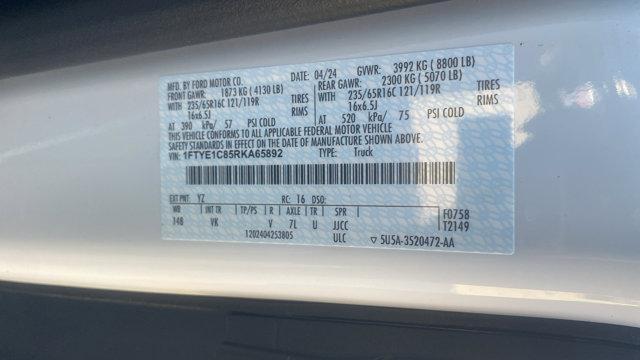 MFD. BY FORD MOTOR CO. DATE: 04/24 GVWR: 3992 KG ( 8800 LB)
FRONT GAWR: 1873 KG ( 4130 LB) REAR GAWR: 2300 KG ( 5070 LB)
WITH 235/65R16C 121/119R TIRES WITH 235/65R16C 121/119R TIRES
16x6.5J RIMS 16x6.5J RIMS
AT 390 kPa/ 57 PSI COLD AT 520 kPa/ 75 PSI COLD
THIS VEHICLE CONFORMS TO ALL APPLICABLE FEDERAL MOTOR VEHICLE
SAFETY STANDARDS IN EFFECT ON THE DATE OF MANUFACTURE SHOWN ABOVE.
VIN: 1FTYE1C85RKA65892 TYPE: Truck
EXT PNT: YZ RC: 16 DSO:
WB INT TR TP/PS R AXLE TR SPR F0758
148 VK V 7L U JJCC T2149
1202404253805 ULC ▽ 5U5A-3520472-AA